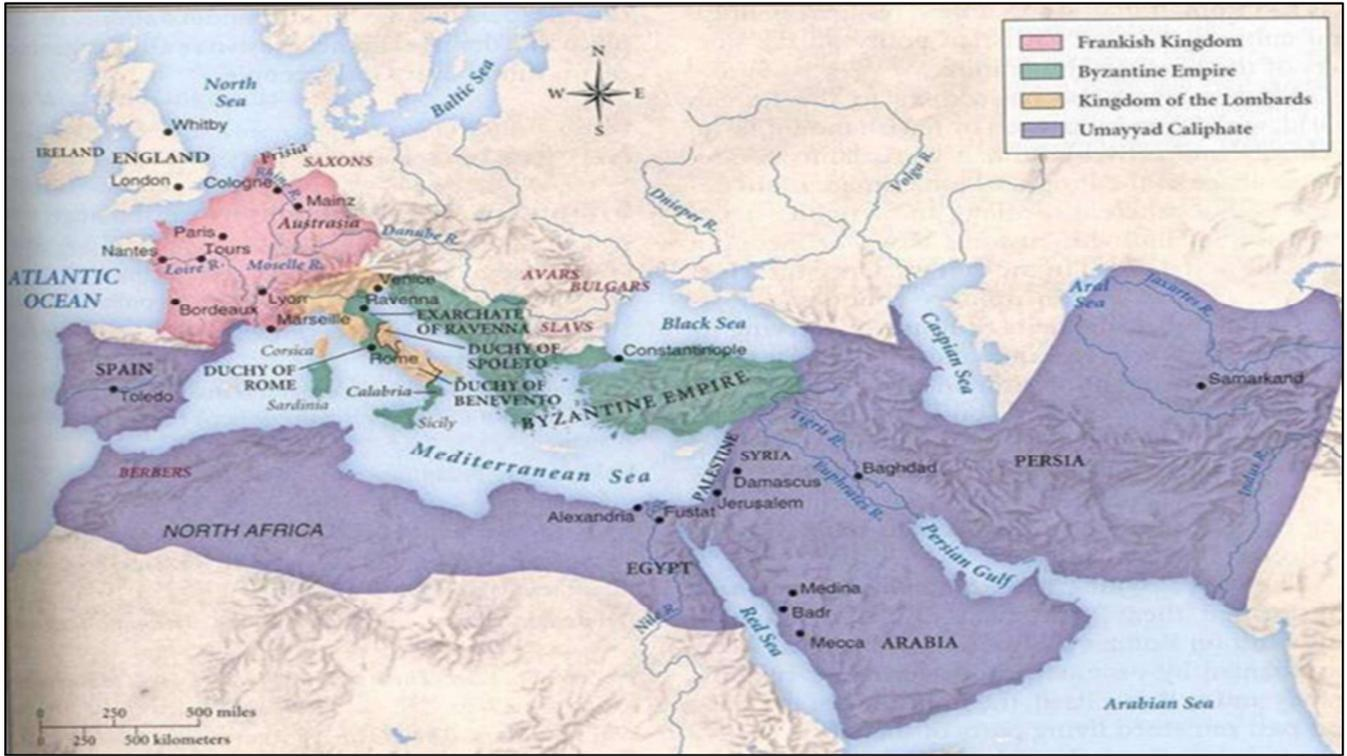 Frankish Kingdom
Byzantine Empire
Kingdom of the Lombards
Umayyad Caliphate
N
W
E
S
North
Sea
Baltic Sea
Whitby
IRELAND
ENGLAND
London
Frisia
SAXONS
Cologne
Rhine R.
Mainz
Austrasia
Paris
Nantes
Tours
Loire R.
Moselle R.
Danube R.
Dnieper R.
Volga R.
ATLANTIC
OCEAN
Bordeaux
Lyon
Marseille
Venice
Ravenna
EXARCHATE
OF RAVENNA
AVARS
BULGARS
SLAVS
Black Sea
Caspian Sea
Aral
Sea
Jaxartes R.
Samarkand
SPAIN
Toledo
Corsica
DUCHY OF
ROME
Rome
Sardinia
DUCHY OF
SPOLETO
Calabria
DUCHY OF
BENEVENTO
Sicily
Constantinople
BYZANTINE EMPIRE
Mediterranean Sea
BERBERS
NORTH AFRICA
Tigris R.
Euphrates R.
SYRIA
PALESTINE
Damascus
Jerusalem
Baghdad
PERSIA
Indus R.
Alexandria
Fustat
EGYPT
Nile R.
Red Sea
Persian Gulf
Medina
Badr
Mecca
ARABIA
Arabian Sea
0 250 500 miles
0 250 500 kilometers